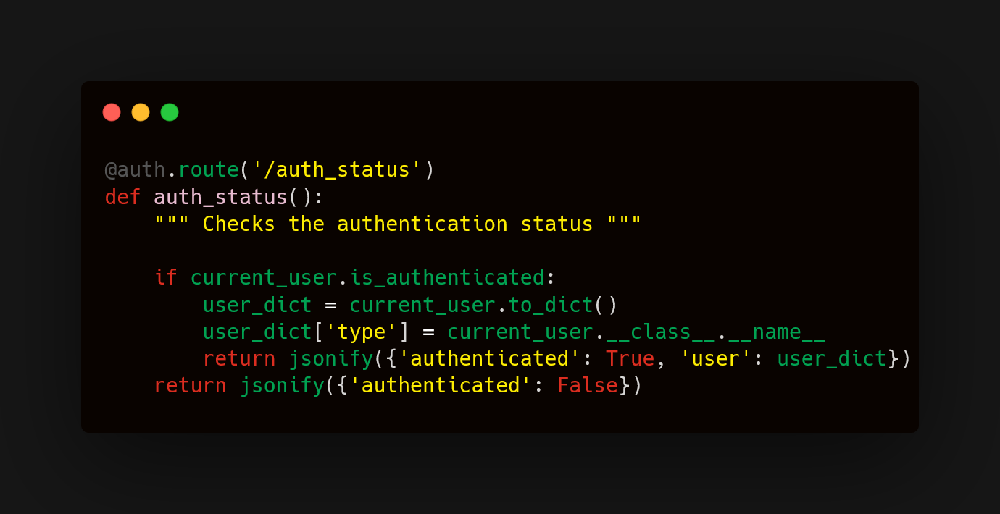 @auth.route('/auth_status')
def auth_status():
    """ Checks the authentication status """

    if current_user.is_authenticated:
        user_dict = current_user.to_dict()
        user_dict['type'] = current_user.__class__.__name__
        return jsonify({'authenticated': True, 'user': user_dict})
    return jsonify({'authenticated': False})